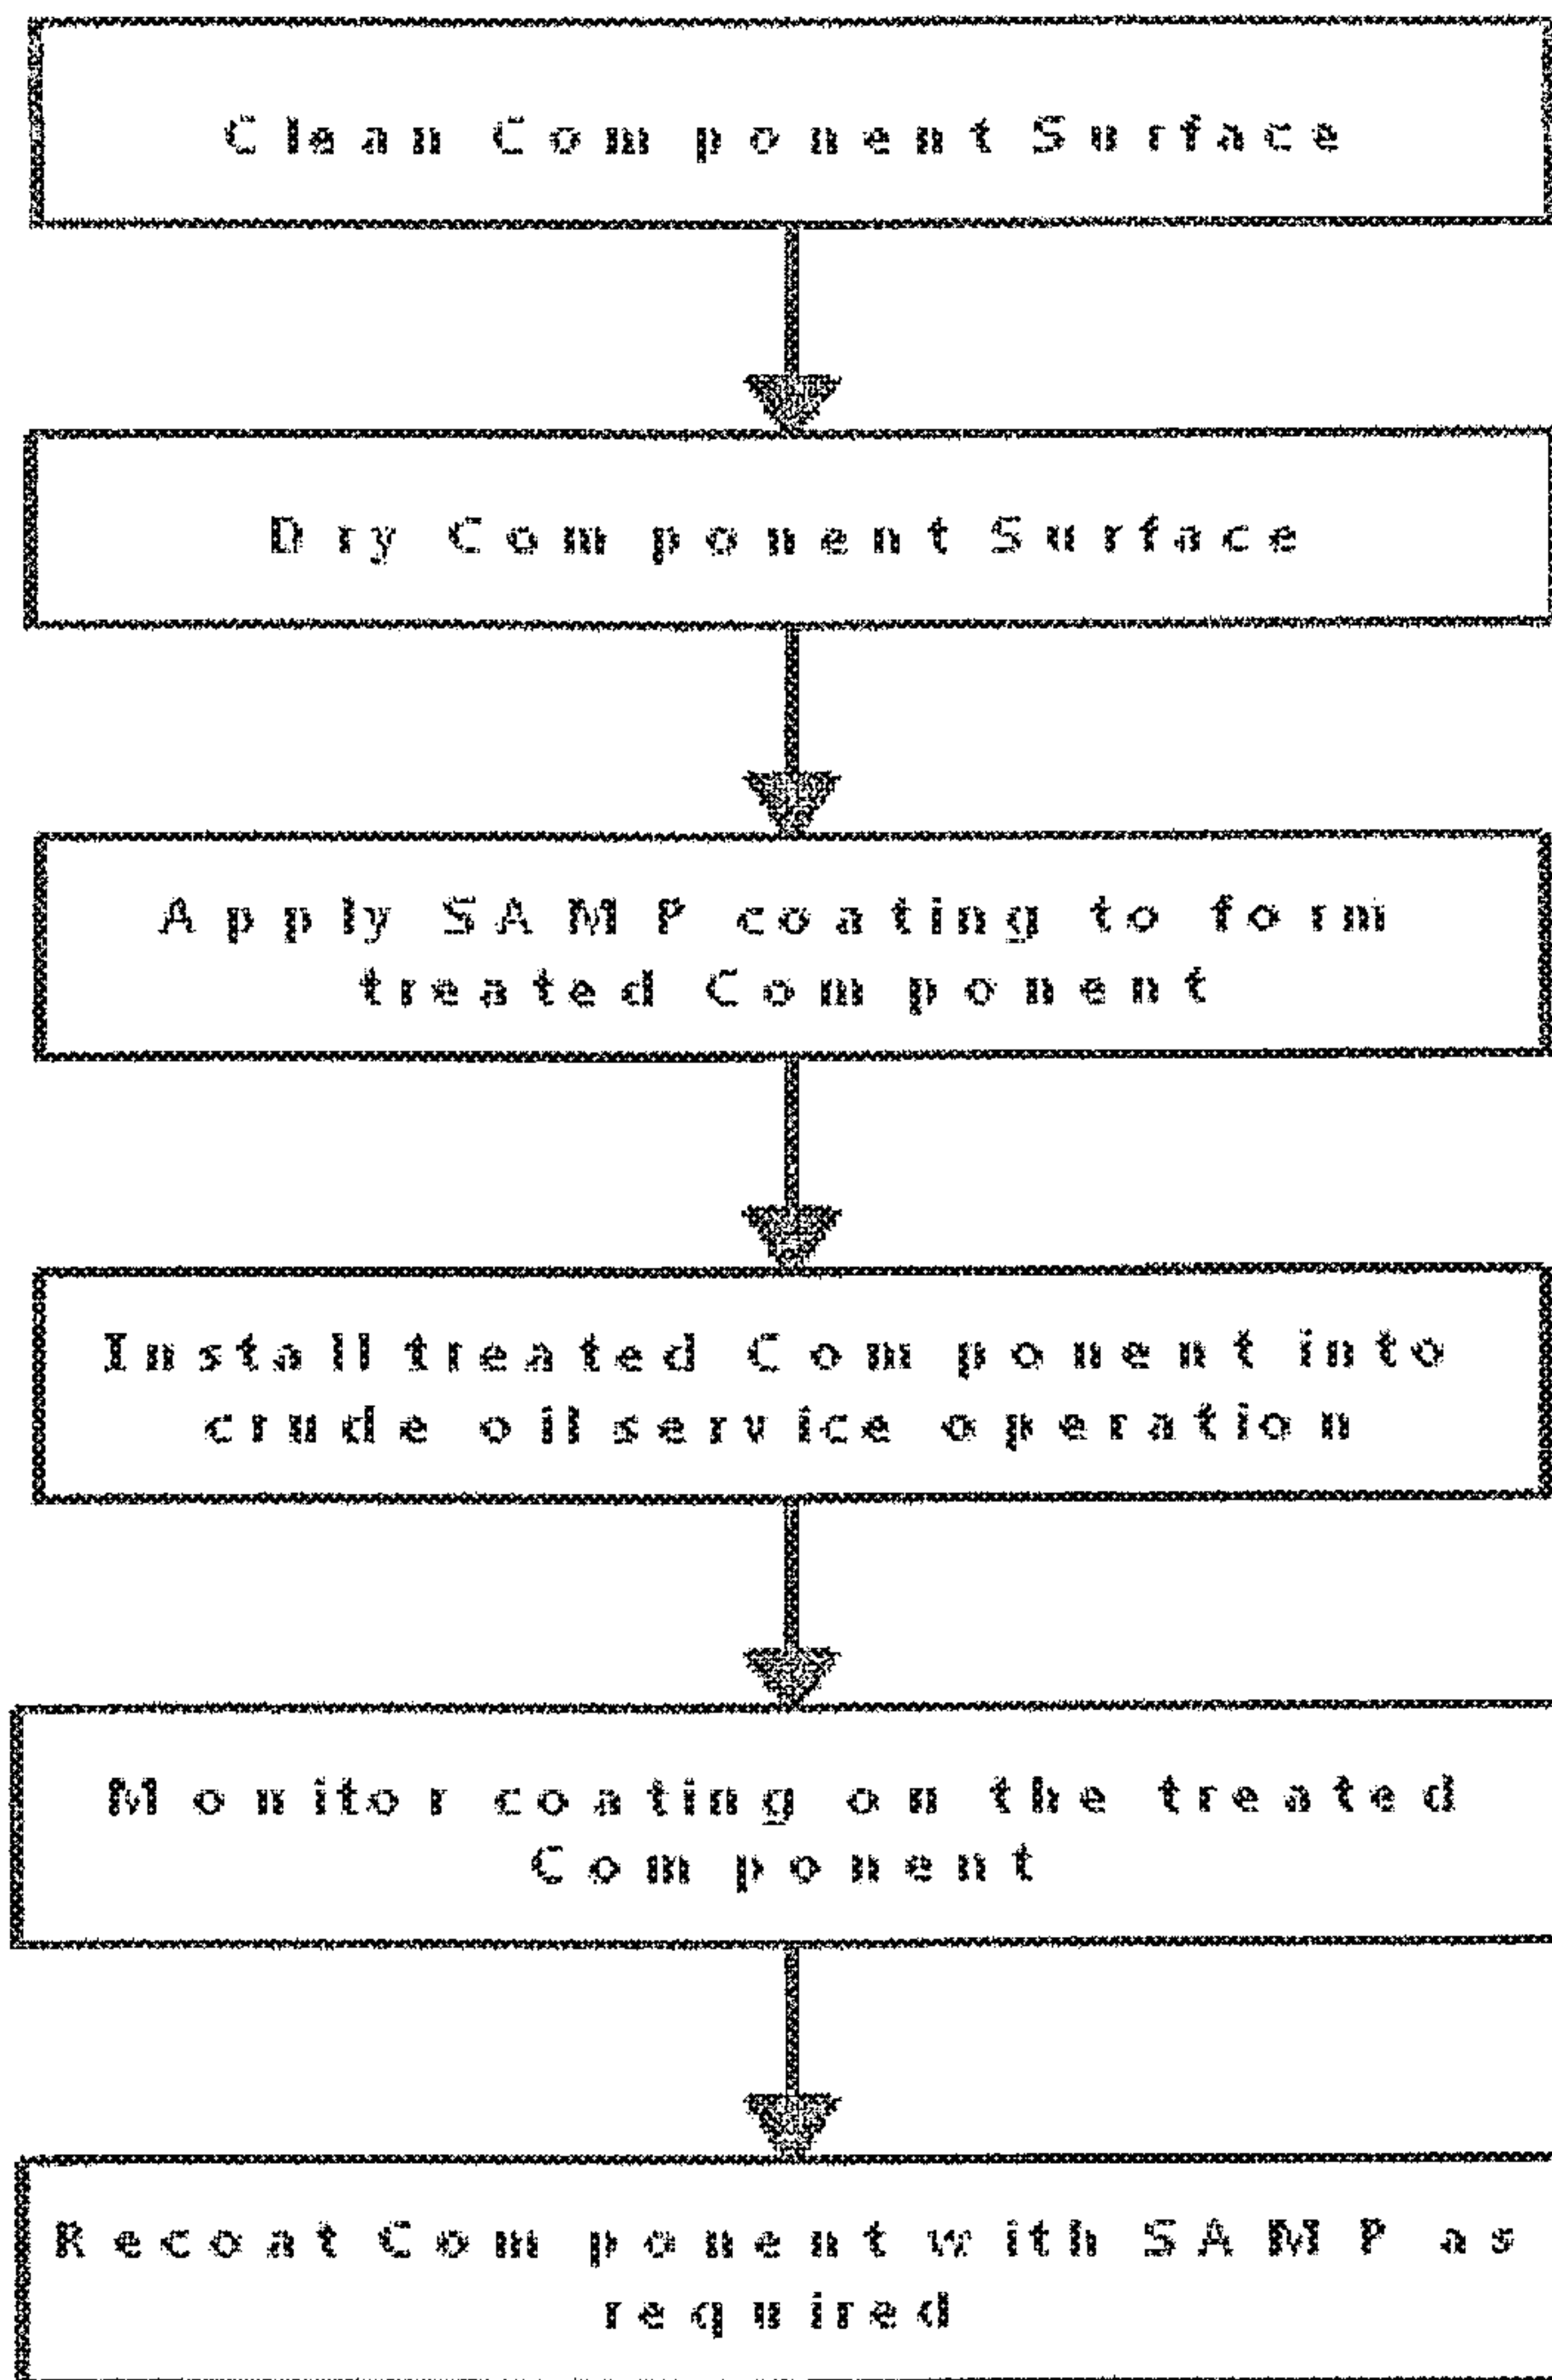 Clean Component Surface
Dry Component Surface
Apply SAMP coating to form
treated Component
Install treated Component into
crude oil service operation
Monitor coating on the treated
Component
Recoat Component with SAMP as
required